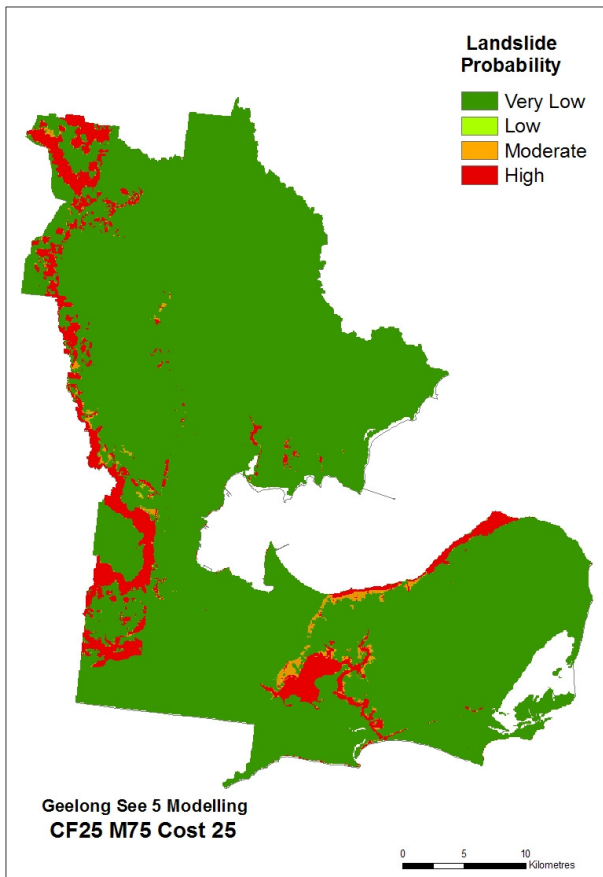 Landslide
Probability
Very Low
Low
Moderate
High
Geelong See 5 Modelling
CF25 M75 Cost 25
0 5 10
Kilometres